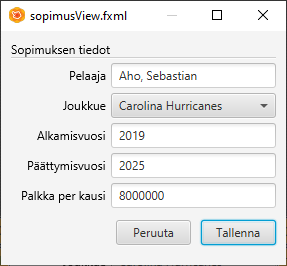 sopimusView.fxml
Sopimuksen tiedot
Pelaaja Aho, Sebastian
Joukkue Carolina Hurricanes
Alkamisvuosi 2019
Päättymisvuosi 2025
Palkka per kausi 8000000
Peruuta Tallenna